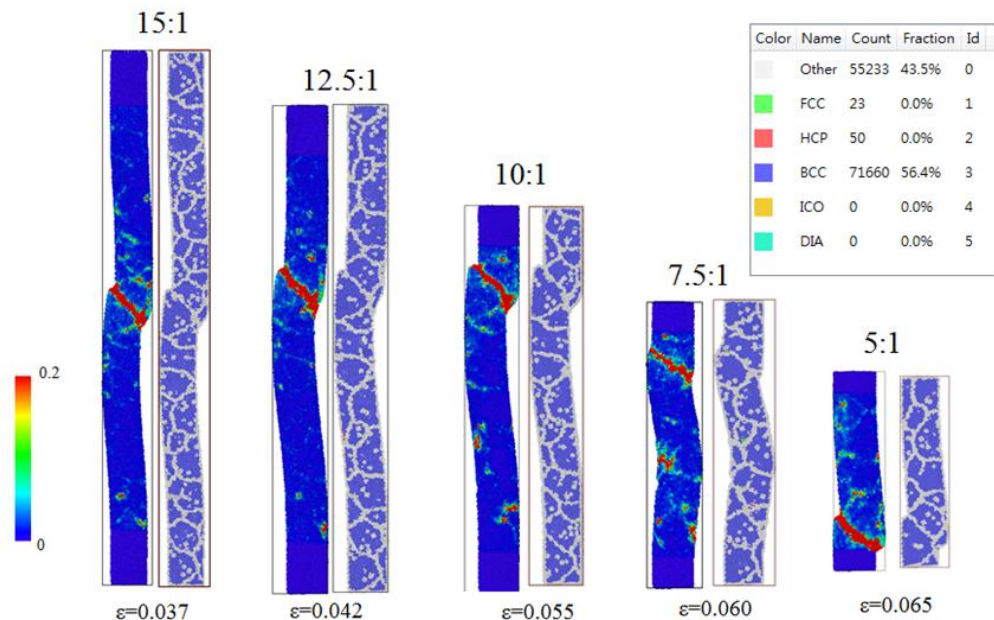 15:1
12.5:1
10:1
7.5:1
5:1
Color Name Count Fraction Id
Other 55233 43.5% 0
FCC 23 0.0% 1
HCP 50 0.0% 2
BCC 71660 56.4% 3
ICO 0 0.0% 4
DIA 0 0.0% 5
0.2
0
ε=0.037
ε=0.042
ε=0.055
ε=0.060
ε=0.065